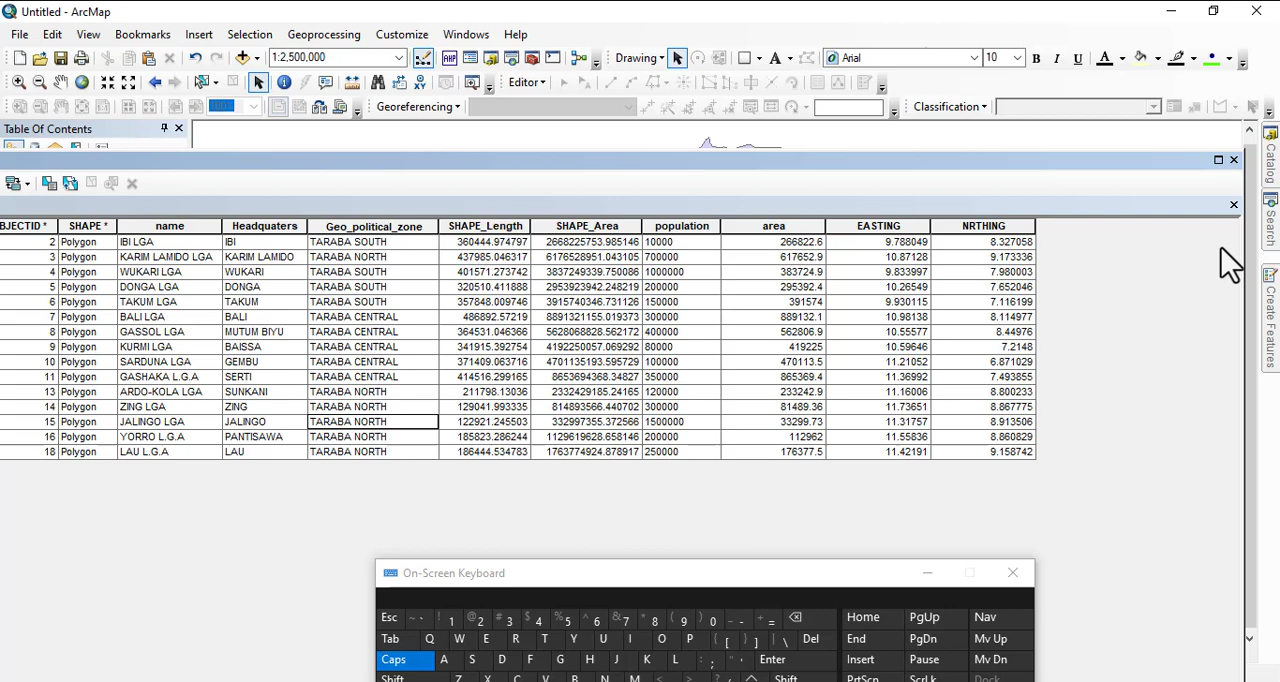 Untitled - ArcMap
File Edit View Bookmarks Insert Selection Geoprocessing Customize Windows Help
1:2,500,000 Drawing Arial 10 B I U A
Editor
Georeferencing Classification
Table Of Contents
Catalog
Search
Create Features
BJECTID * SHAPE * name Headquaters Geo_political_zone SHAPE_Length SHAPE_Area population area EASTING NRTHING
2 Polygon IBI LGA IBI TARABA SOUTH 360444.974797 2668225753.985146 10000 266822.6 9.788049 8.327058
3 Polygon KARIM LAMIDO LGA KARIM LAMIDO TARABA NORTH 437985.046317 6176528951.043105 700000 617652.9 10.87128 9.173336
4 Polygon WUKARI LGA WUKARI TARABA SOUTH 401571.273742 3837249339.750086 1000000 383724.9 9.833997 7.980003
5 Polygon DONGA LGA DONGA TARABA SOUTH 320510.411886 2953923942.248219 200000 295392.4 10.26549 7.652046
6 Polygon TAKUM LGA TAKUM TARABA SOUTH 357848.009746 3915740346.731126 150000 391574 9.930115 7.116199
7 Polygon BALI LGA BALI TARABA CENTRAL 486892.57219 8891321155.019373 300000 889132.1 10.98138 8.114977
8 Polygon GASSOL LGA MUTUM BIYU TARABA CENTRAL 364531.046366 5628068828.562172 400000 562806.9 10.55577 8.44976
9 Polygon KURMI LGA BAISSA TARABA CENTRAL 341915.392754 4192250057.069292 80000 419225 10.59646 7.2148
10 Polygon SARDUNA LGA GEMBU TARABA CENTRAL 371409.063716 4701135193.595729 100000 470113.5 11.21052 6.871029
11 Polygon GASHAKA L.G.A SERTI TARABA CENTRAL 414516.299165 8653694368.34827 350000 865369.4 11.36992 7.493855
13 Polygon ARDO-KOLA LGA SUNKANI TARABA NORTH 211798.13036 2332429185.24165 120000 233242.9 11.16006 8.800233
14 Polygon ZING LGA ZING TARABA NORTH 129041.993335 814893566.440702 300000 81489.36 11.73651 8.867775
15 Polygon JALINGO LGA JALINGO TARABA NORTH 122921.245503 332997355.372566 1500000 33299.73 11.31757 8.913506
16 Polygon YORRO L.G.A PANTISAWA TARABA NORTH 185823.286244 1129619628.658146 200000 112962 11.55836 8.860829
18 Polygon LAU L.G.A LAU TARABA NORTH 186444.534783 1763774924.878917 250000 176377.5 11.42191 9.158742
On-Screen Keyboard
Esc ~ ` ! 1 @ 2 # 3 $ 4 % 5 ^ 6 & 7 * 8 ( 9 ) 0 _ - + = Home PgUp Nav
Tab Q W E R T Y U I O P { [ } ] | \ Del End PgDn Mv Up
Caps A S D F G H J K L : ; " ' Enter Insert Pause Mv Dn
Shift Z X C V B N M < > ? Shift PrtScn ScrLk Dock